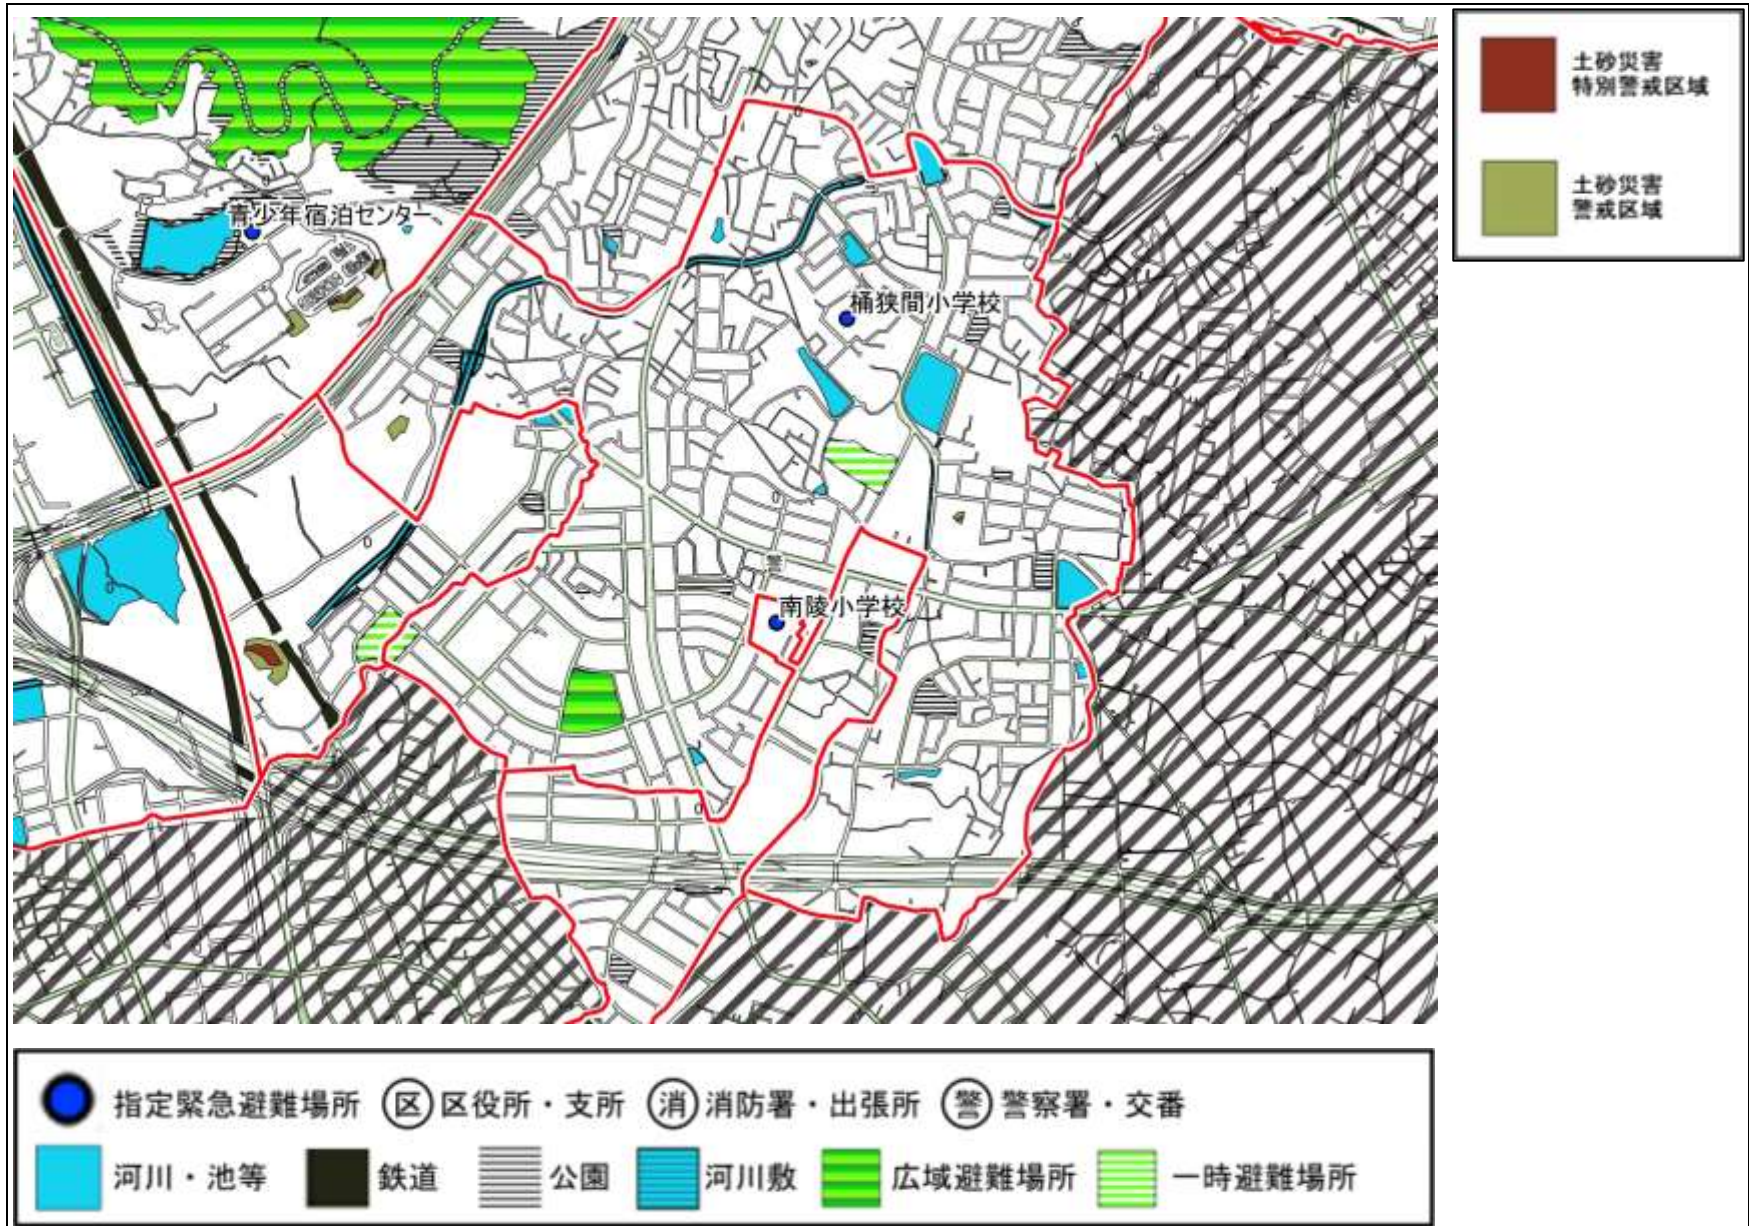 土砂災害
特別警戒区域
土砂災害
警戒区域
青少年宿泊センター
桶狭間小学校
警
南陵小学校
指定緊急避難場所 区 区役所・支所 消 消防署・出張所 警 警察署・交番
河川・池等 鉄道 公園 河川敷 広域避難場所 一時避難場所